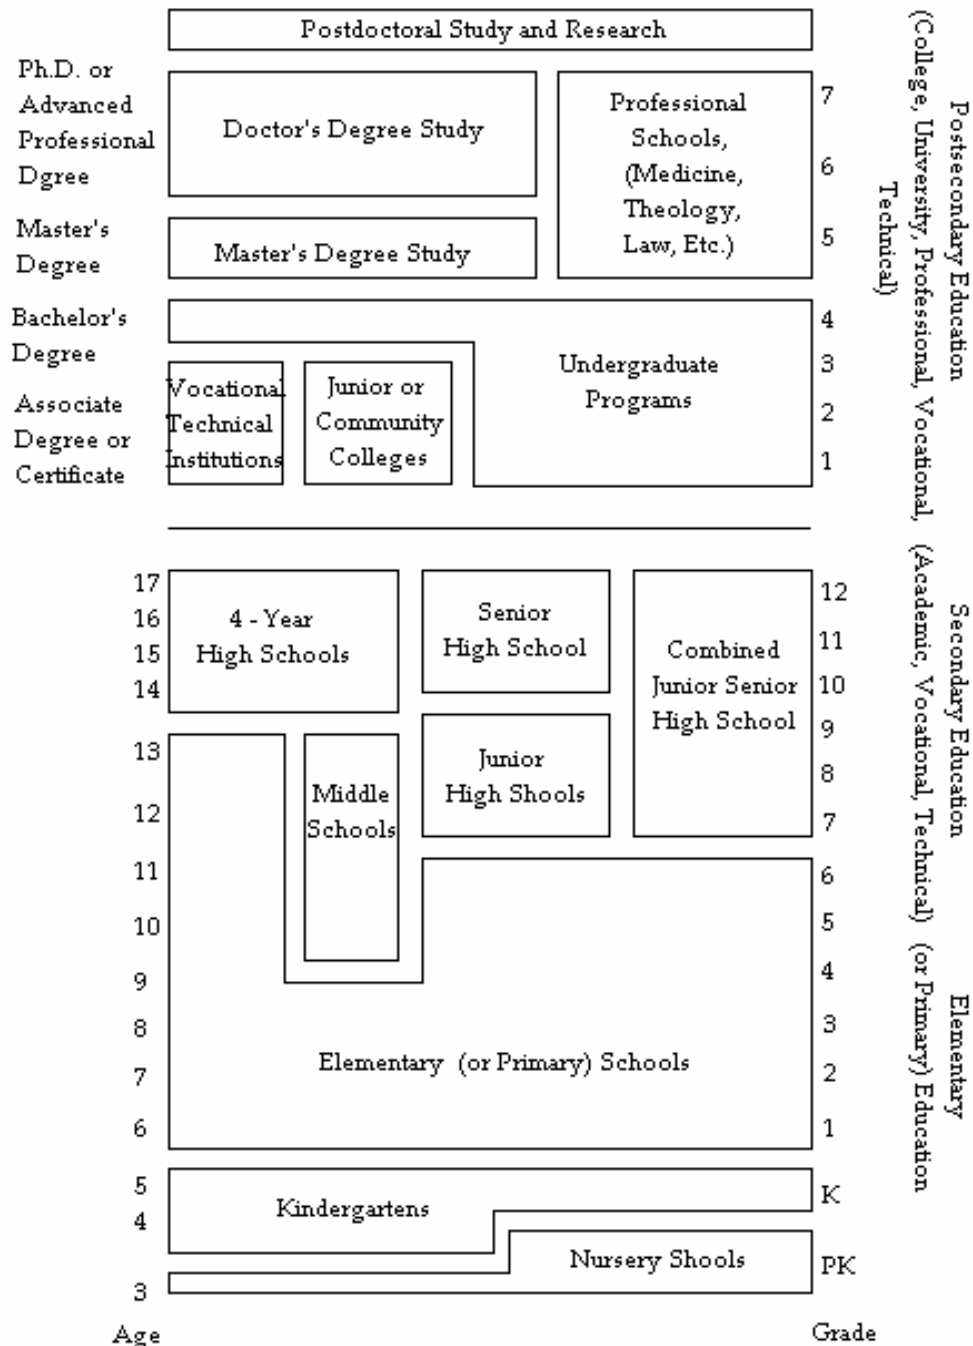 Postdoctoral Study and Research
Ph.D. or
Advanced
Professional
Dgree
Doctor's Degree Study
Professional
Schools,
(Medicine,
Theology,
Law, Etc.)
7
6
5
Master's
Degree
Master's Degree Study
Bachelor's
Degree
Associate
Degree or
Certificate
Vocational
Technical
Institutions
Junior or
Community
Colleges
Undergraduate
Programs
4
3
2
1
Postsecondary Education
(College, University, Professional, Vocational,
Technical)
17
16
15
14
4 - Year
High Schools
Senior
High School
Combined
Junior Senior
High School
12
11
10
9
8
7
13
12
11
10
9
8
7
6
Middle
Schools
Junior
High Shools
Secondary Education
(Academic, Vocational, Technical)
6
5
4
3
2
1
Elementary (or Primary) Schools
Elementary
(or Primary) Education
5
4
3
Kindergartens
Nursery Shools
K
PK
Age
Grade